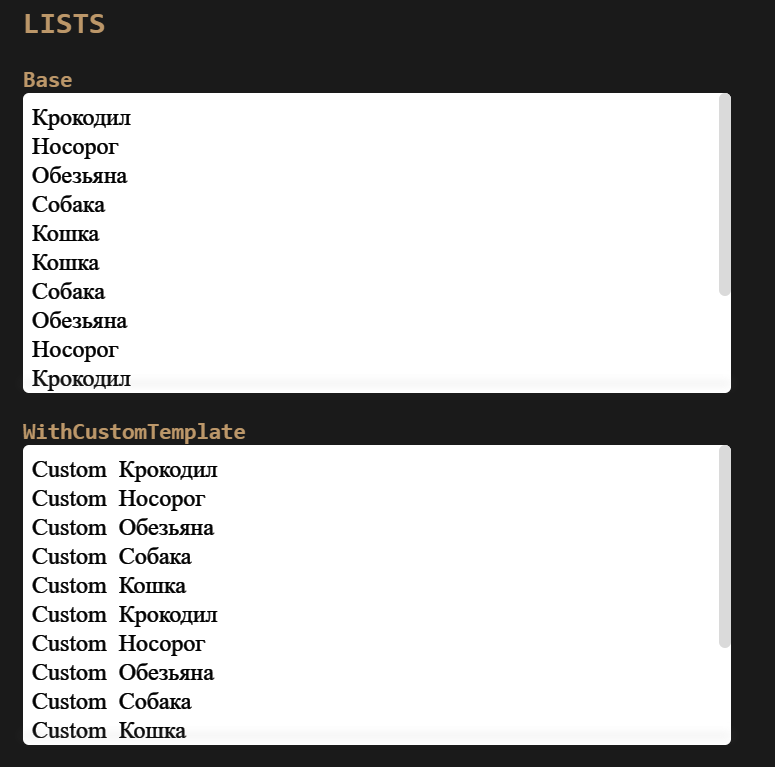 LISTS
Base
Крокодил
Носорог
Обезьяна
Собака
Кошка
Кошка
Собака
Обезьяна
Носорог
Крокодил
WithCustomTemplate
Custom Крокодил
Custom Носорог
Custom Обезьяна
Custom Собака
Custom Кошка
Custom Крокодил
Custom Носорог
Custom Обезьяна
Custom Собака
Custom Кошка